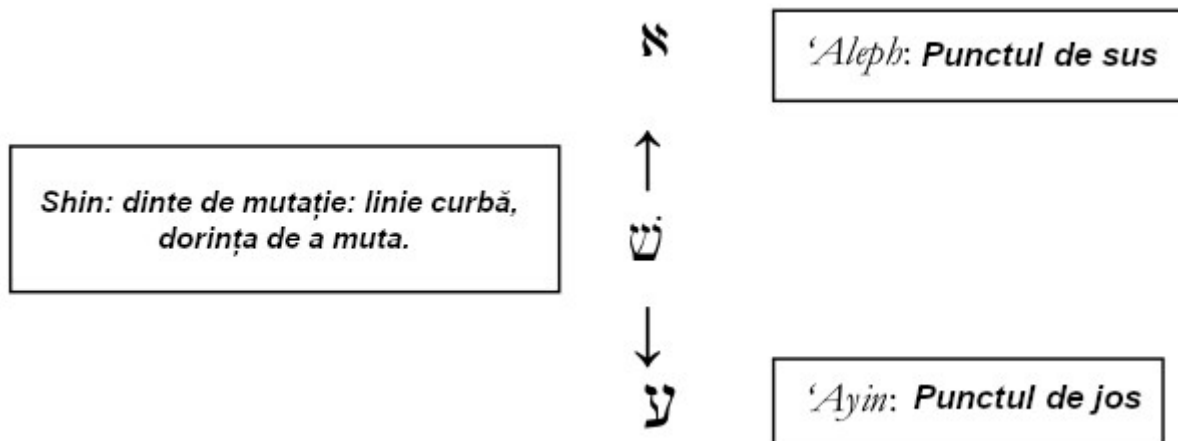 א
‘Aleph: Punctul de sus
↑
Shin: dinte de mutație: linie curbă,
dorința de a muta.
שׁ
↓
ע
‘Ayin: Punctul de jos